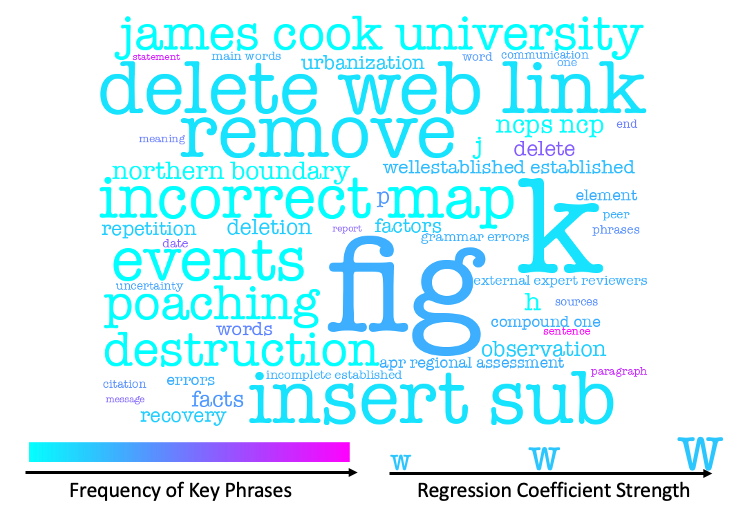 james cook university
statement main words urbanization word communication one
delete web link
remove j ncps ncp end
meaning delete
northern boundary wellestablished established
incorrect map p k element
peer
repetition deletion report factors phrases
date grammar errors
events fig external expert reviewers
uncertainty
poaching h sources
words compound one
sentence
destruction observation
apr regional assessment
citation errors incomplete established paragraph
message facts insert sub
recovery
w w w
Frequency of Key Phrases Regression Coefficient Strength